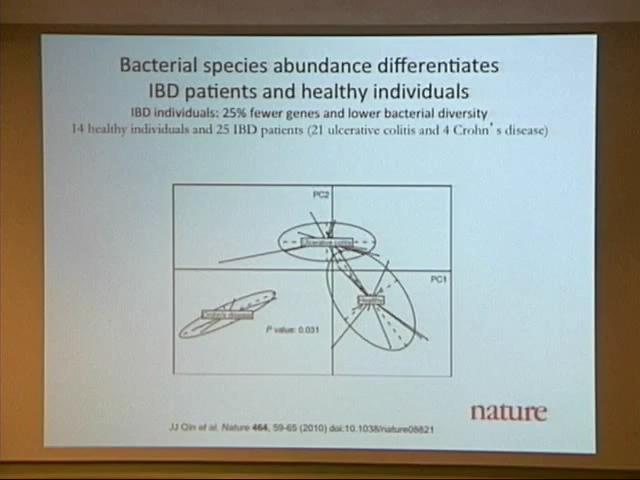 Bacterial species abundance differentiates
IBD patients and healthy individuals
IBD individuals: 25% fewer genes and lower bacterial diversity
14 healthy individuals and 25 IBD patients (21 ulcerative colitis and 4 Crohn's disease)
PC2
Ulcerative colitis
PC1
Crohn's disease
P value: 0.031
nature
JJ Qin et al. Nature 464, 59-65 (2010) doi:10.1038/nature08821